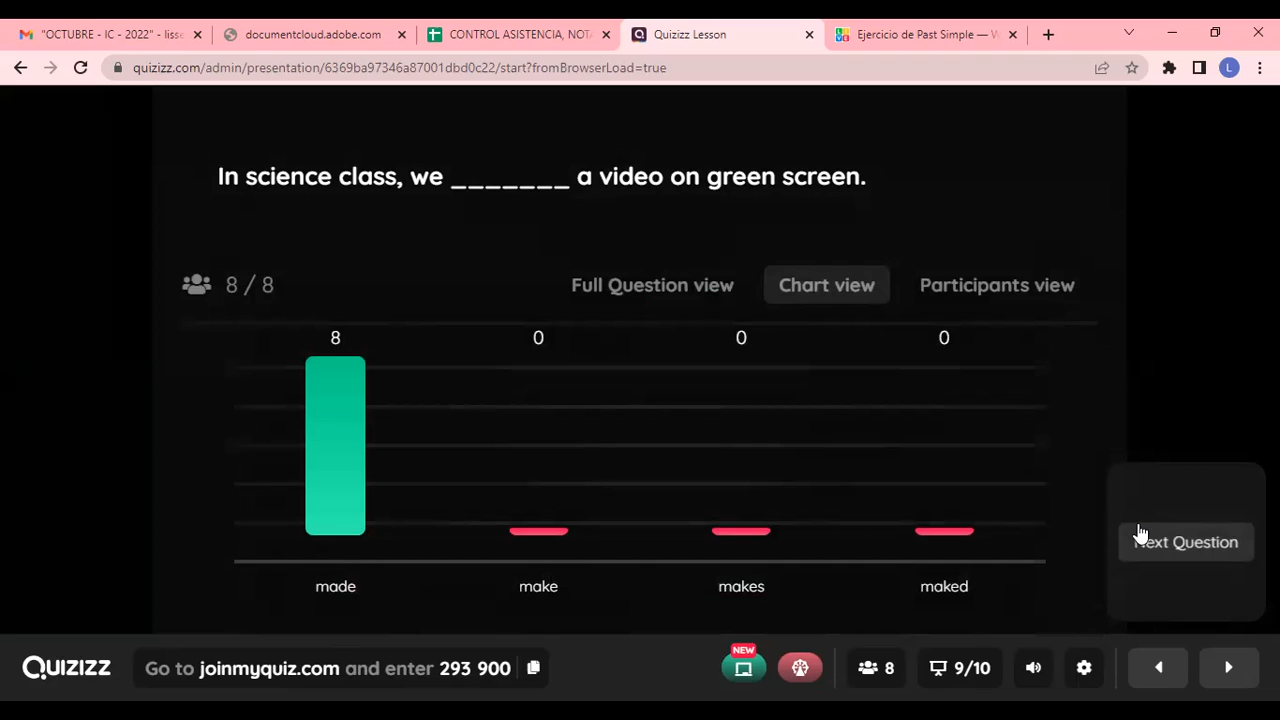 "OCTUBRE - IC - 2022" - lisse
documentcloud.adobe.com
CONTROL ASISTENCIA, NOTA
Quizizz Lesson
Ejercicio de Past Simple — W
quizizz.com/admin/presentation/6369ba97346a87001dbd0c22/start?fromBrowserLoad=true
L
In science class, we _______ a video on green screen.
8 / 8
Full Question view
Chart view
Participants view
8 0 0 0
Next Question
made make makes maked
QUIZIZZ
Go to joinmyquiz.com and enter 293 900
NEW
8
9/10